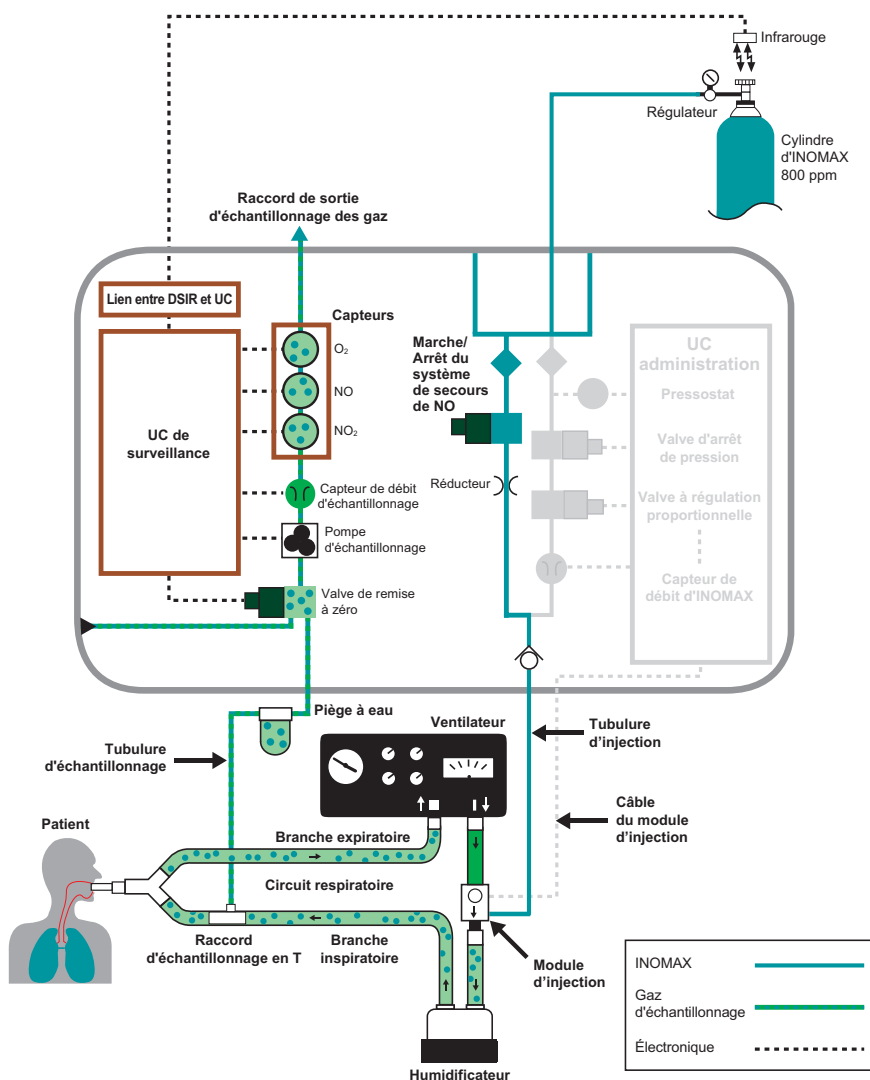 Infrarouge
Régulateur
Cylindre
d'INOMAX
800 ppm
Raccord de sortie
d'échantillonnage des gaz
Lien entre DSIR et UC
Capteurs
O₂
NO
NO₂
UC de
surveillance
Capteur de débit
d'échantillonnage
Pompe
d'échantillonnage
Valve de remise
à zéro
Marche/
Arrêt du
système
de secours
de NO
Réducteur
UC
administration
Pressostat
Valve d'arrêt
de pression
Valve à régulation
proportionnelle
Capteur de
débit d'INOMAX
Piège à eau
Ventilateur
Tubulure
d'échantillonnage
Tubulure
d’injection
Câble
du module
d’injection
Patient
Branche expiratoire
Circuit respiratoire
Raccord
d'échantillonnage en T
Branche
inspiratoire
Module
d’injection
Humidificateur
INOMAX
Gaz
d'échantillonnage
Électronique